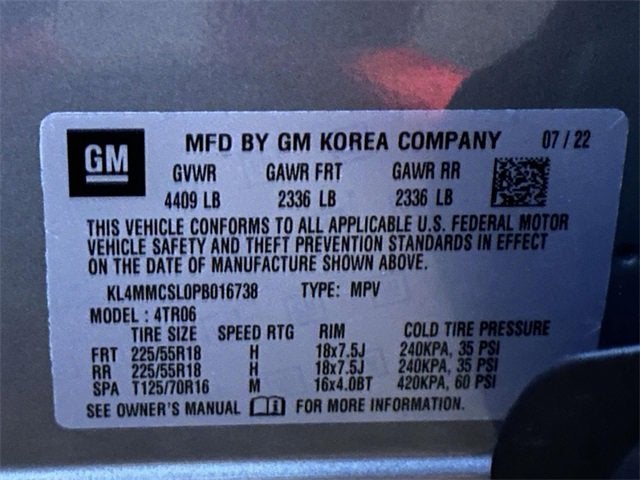 GM
MFD BY GM KOREA COMPANY 07/22
GVWR GAWR FRT GAWR RR
4409 LB 2336 LB 2336 LB
THIS VEHICLE CONFORMS TO ALL APPLICABLE U.S. FEDERAL MOTOR
VEHICLE SAFETY AND THEFT PREVENTION STANDARDS IN EFFECT
ON THE DATE OF MANUFACTURE SHOWN ABOVE.
KL4MMCSL0PB016738 TYPE: MPV
MODEL : 4TR06
TIRE SIZE SPEED RTG RIM COLD TIRE PRESSURE
FRT 225/55R18 H 18x7.5J 240KPA, 35 PSI
RR 225/55R18 H 18x7.5J 240KPA, 35 PSI
SPA T125/70R16 M 16x4.0BT 420KPA, 60 PSI
SEE OWNER'S MANUAL FOR MORE INFORMATION.